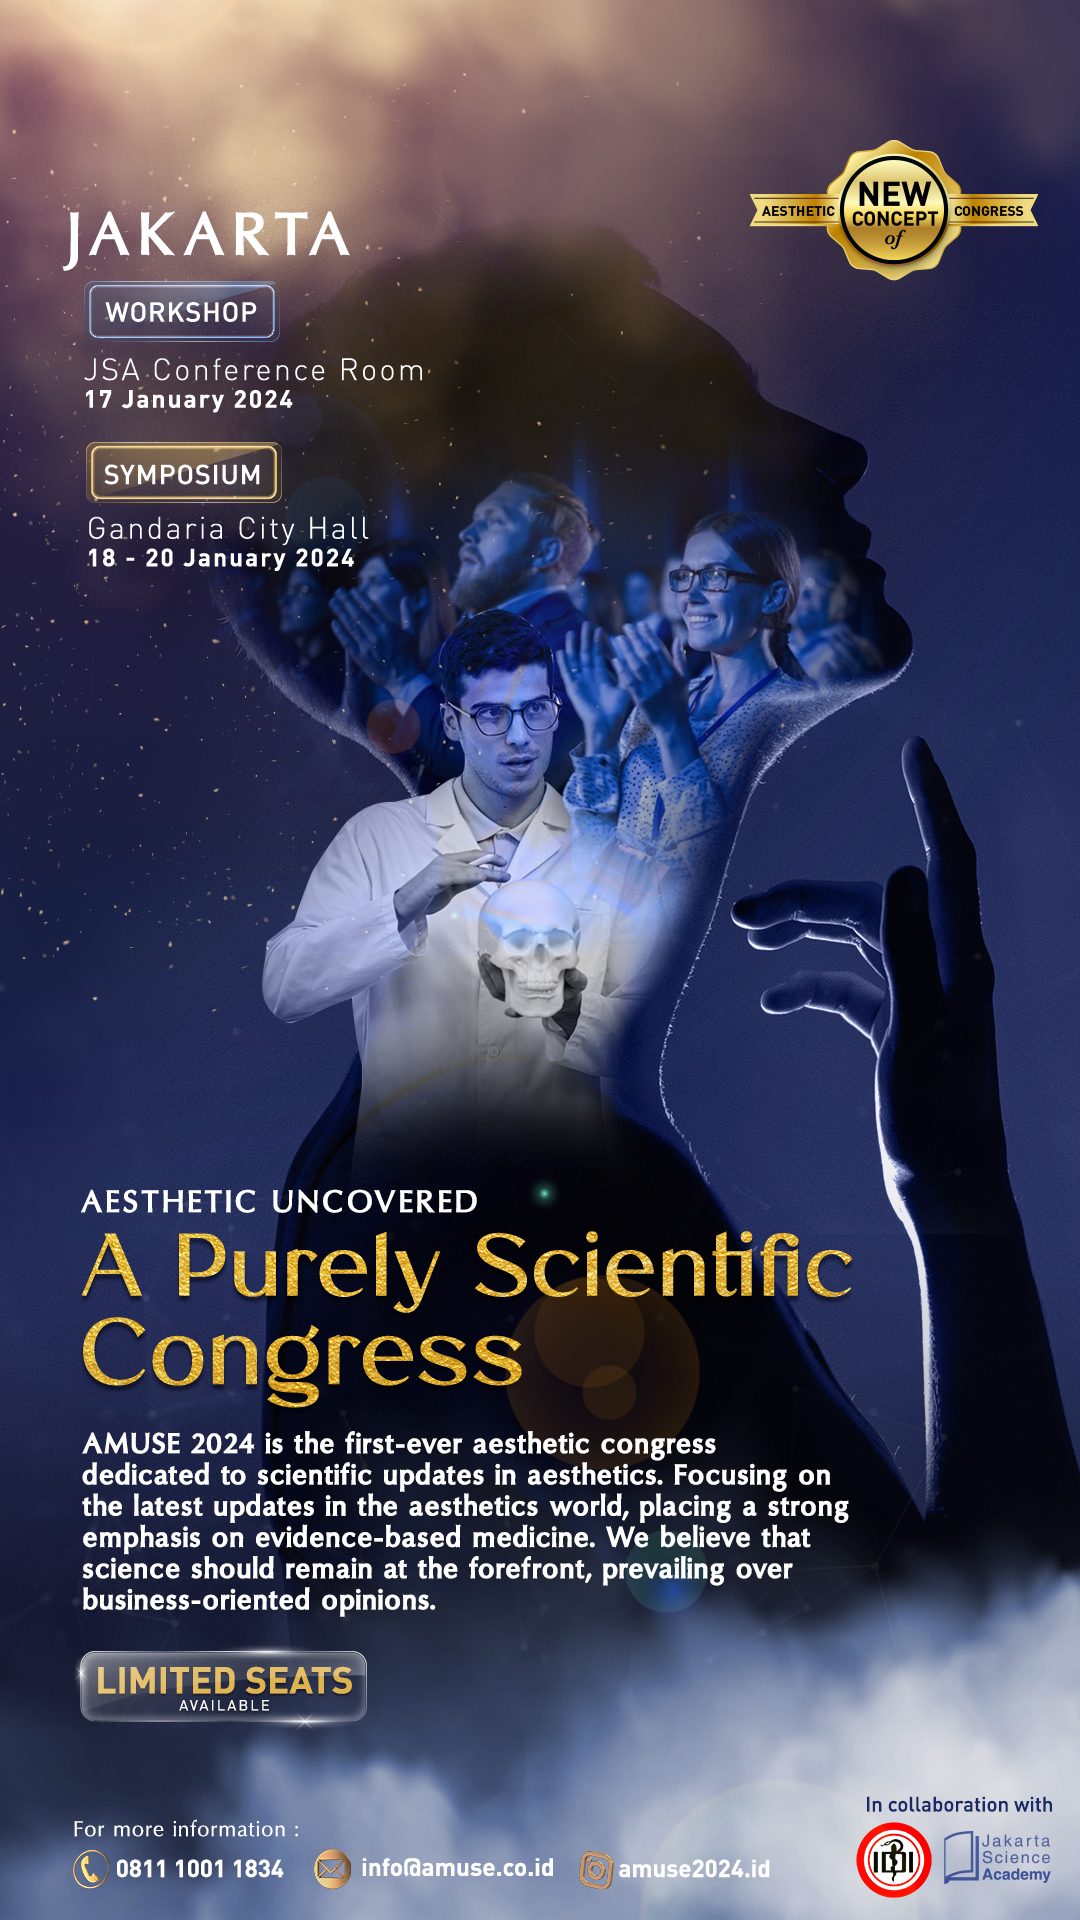 JAKARTA
WORKSHOP
JSA Conference Room
17 January 2024
SYMPOSIUM
Gandaria City Hall
18 - 20 January 2024
AESTHETIC
NEW
CONCEPT
of
CONGRESS
AESTHETIC UNCOVERED
A Purely Scientific
Congress
AMUSE 2024 is the first-ever aesthetic congress
dedicated to scientific updates in aesthetics. Focusing on
the latest updates in the aesthetics world, placing a strong
emphasis on evidence-based medicine. We believe that
science should remain at the forefront, prevailing over
business-oriented opinions.
LIMITED SEATS
AVAILABLE
For more information :
0811 1001 1834
info@amuse.co.id
amuse2024.id
In collaboration with
IDI
Jakarta
Science
Academy